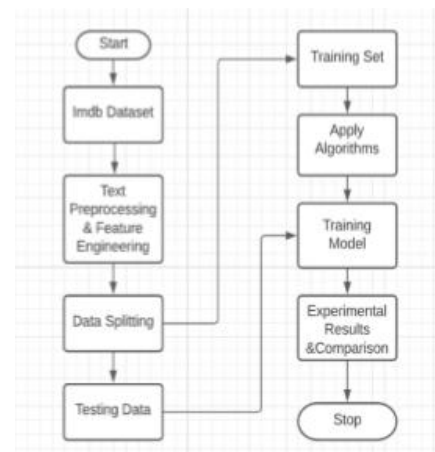 Start
Imdb Dataset
Text
Preprocessing
& Feature
Engineering
Data Splitting
Testing Data
Training Set
Apply
Algorithms
Training
Model
Experimental
Results
&Comparison
Stop